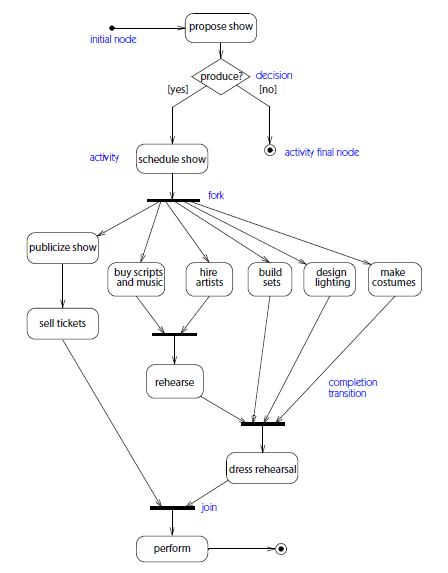 propose show
initial node
produce?
decision
[yes]
[no]
activity
schedule show
activity final node
fork
publicize show
buy scripts
and music
hire
artists
build
sets
design
lighting
make
costumes
sell tickets
rehearse
completion
transition
dress rehearsal
join
perform